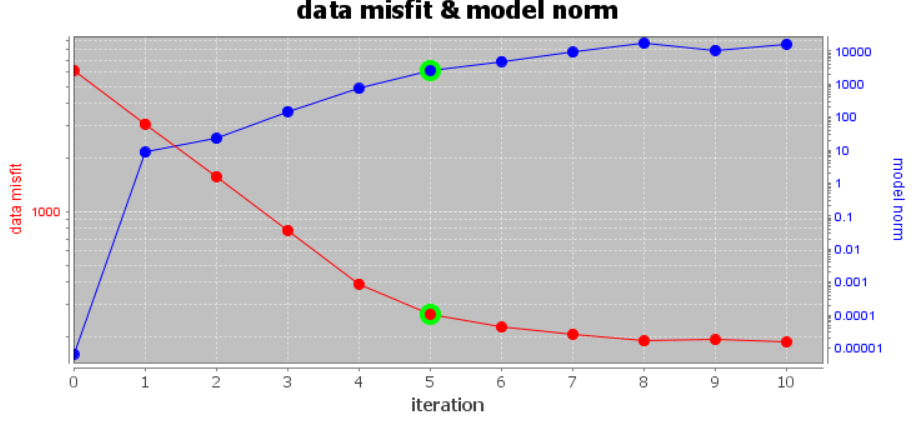 data misfit & model norm
data misfit
1000
10000
1000
100
10
1
0.1
0.01
0.001
0.0001
0.00001
model norm
0 1 2 3 4 5 6 7 8 9 10
iteration